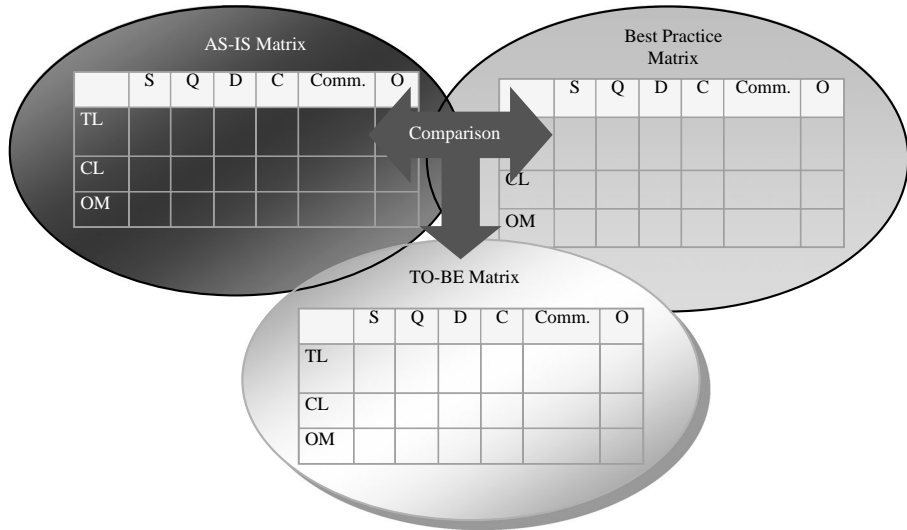 AS-IS Matrix
S Q D C Comm. O
TL
CL
OM
Best Practice
Matrix
S Q D C Comm. O
CL
OM
Comparison
TO-BE Matrix
S Q D C Comm. O
TL
CL
OM